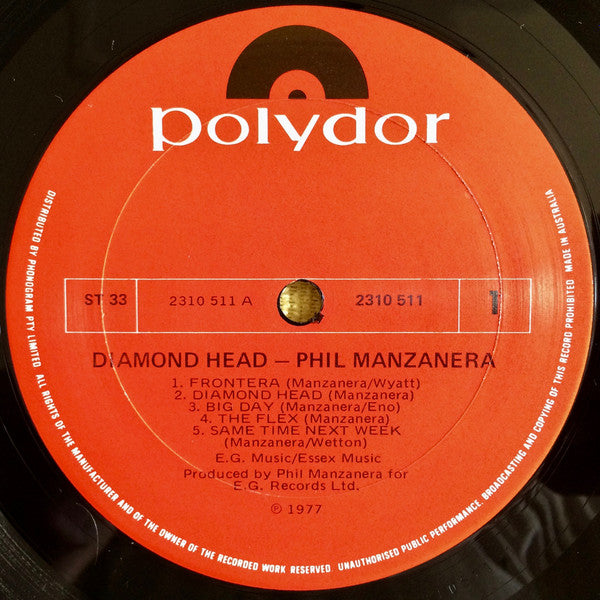 polydor
ST 33
2310 511 A
2310 511
1
DIAMOND HEAD — PHIL MANZANERA
1. FRONTERA (Manzanera/Wyatt)
2. DIAMOND HEAD (Manzanera)
3. BIG DAY (Manzanera/Eno)
4. THE FLEX (Manzanera)
5. SAME TIME NEXT WEEK
(Manzanera/Wetton)
E.G. Music/Essex Music
Produced by Phil Manzanera for
E.G. Records Ltd.
℗ 1977
DISTRIBUTED BY PHONOGRAM PTY LIMITED. ALL RIGHTS OF THE MANUFACTURER AND OF THE OWNER OF THE RECORDED WORK RESERVED. UNAUTHORISED PUBLIC PERFORMANCE, BROADCASTING AND COPYING OF THIS RECORD PROHIBITED. MADE IN AUSTRALIA